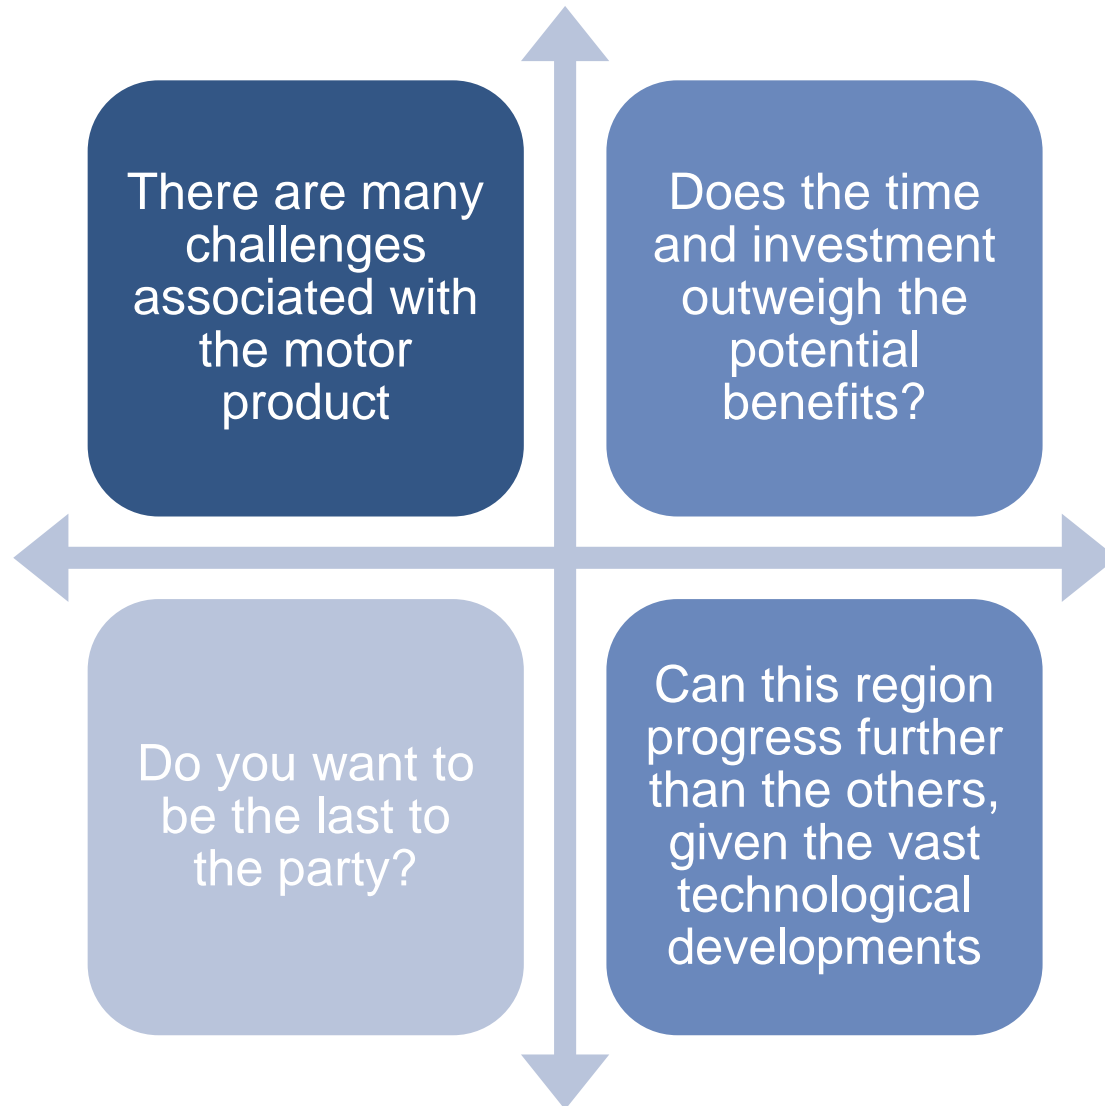 There are many
challenges
associated with
the motor
product
Does the time
and investment
outweigh the
potential
benefits?
Do you want to
be the last to
the party?
Can this region
progress further
than the others,
given the vast
technological
developments